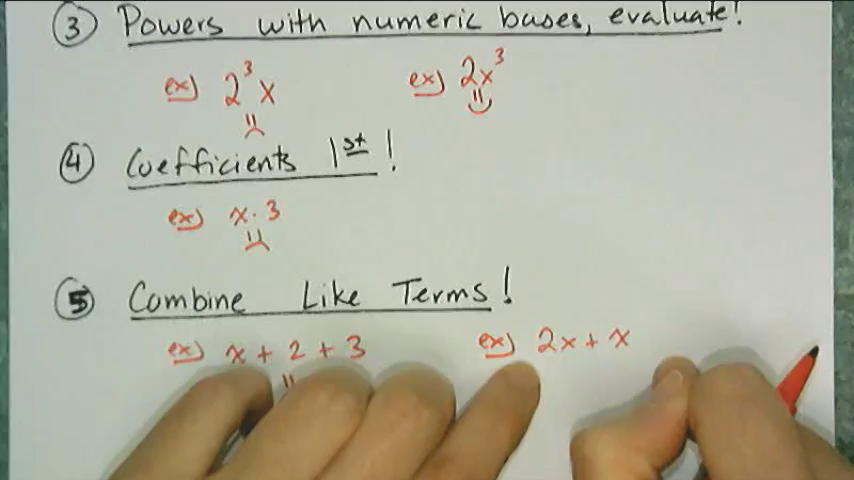 ③ Powers with numeric bases, evaluate!
ex) 2³x ex) 2x³
④ Coefficients 1st!
ex) x · 3
⑤ Combine Like Terms!
ex) x + 2 + 3 ex) 2x + x